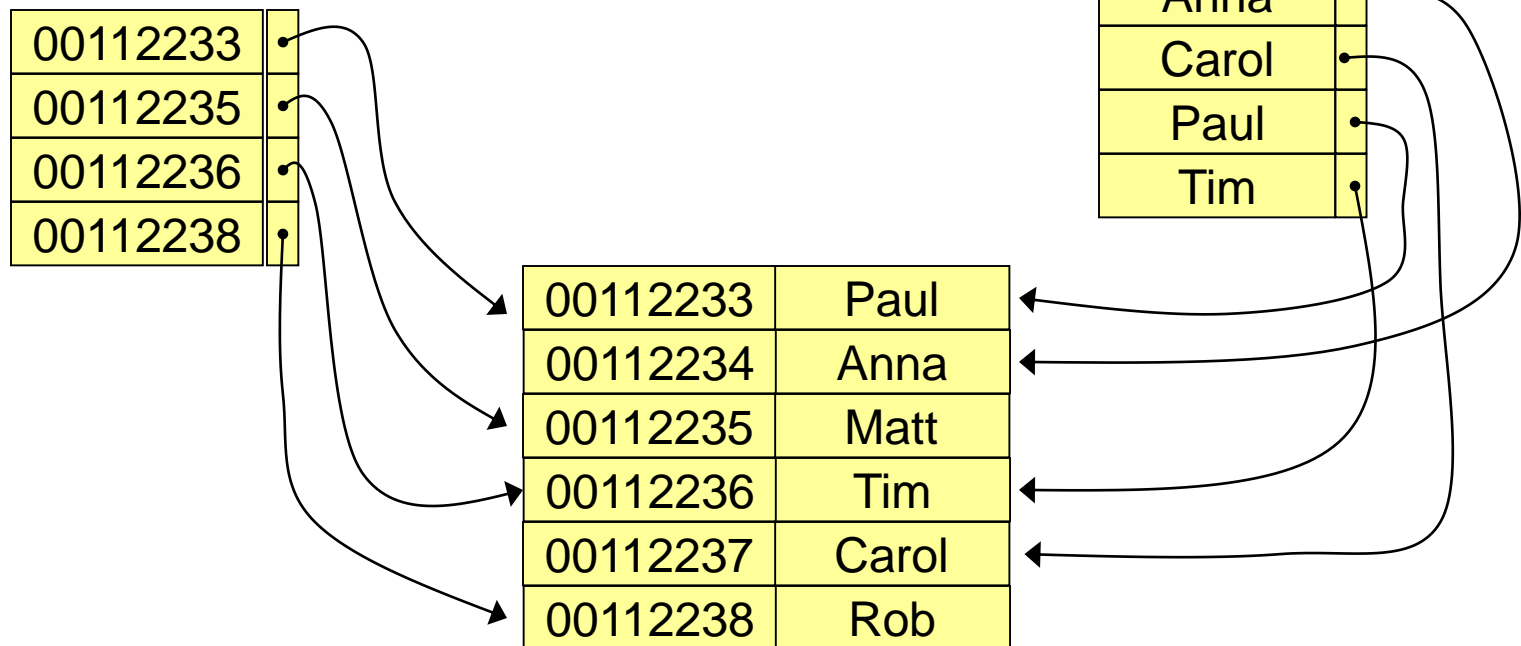 00112233
00112235
00112236
00112238
Anna
Carol
Paul
Tim
00112233 Paul
00112234 Anna
00112235 Matt
00112236 Tim
00112237 Carol
00112238 Rob